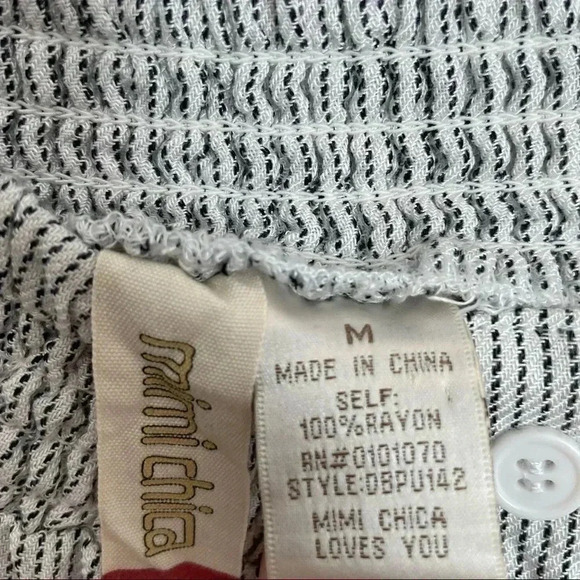 mimi chica
M
MADE IN CHINA
SELF:
100%RAYON
RN#0101070
STYLE:DBPU142
MIMI CHICA
LOVES YOU